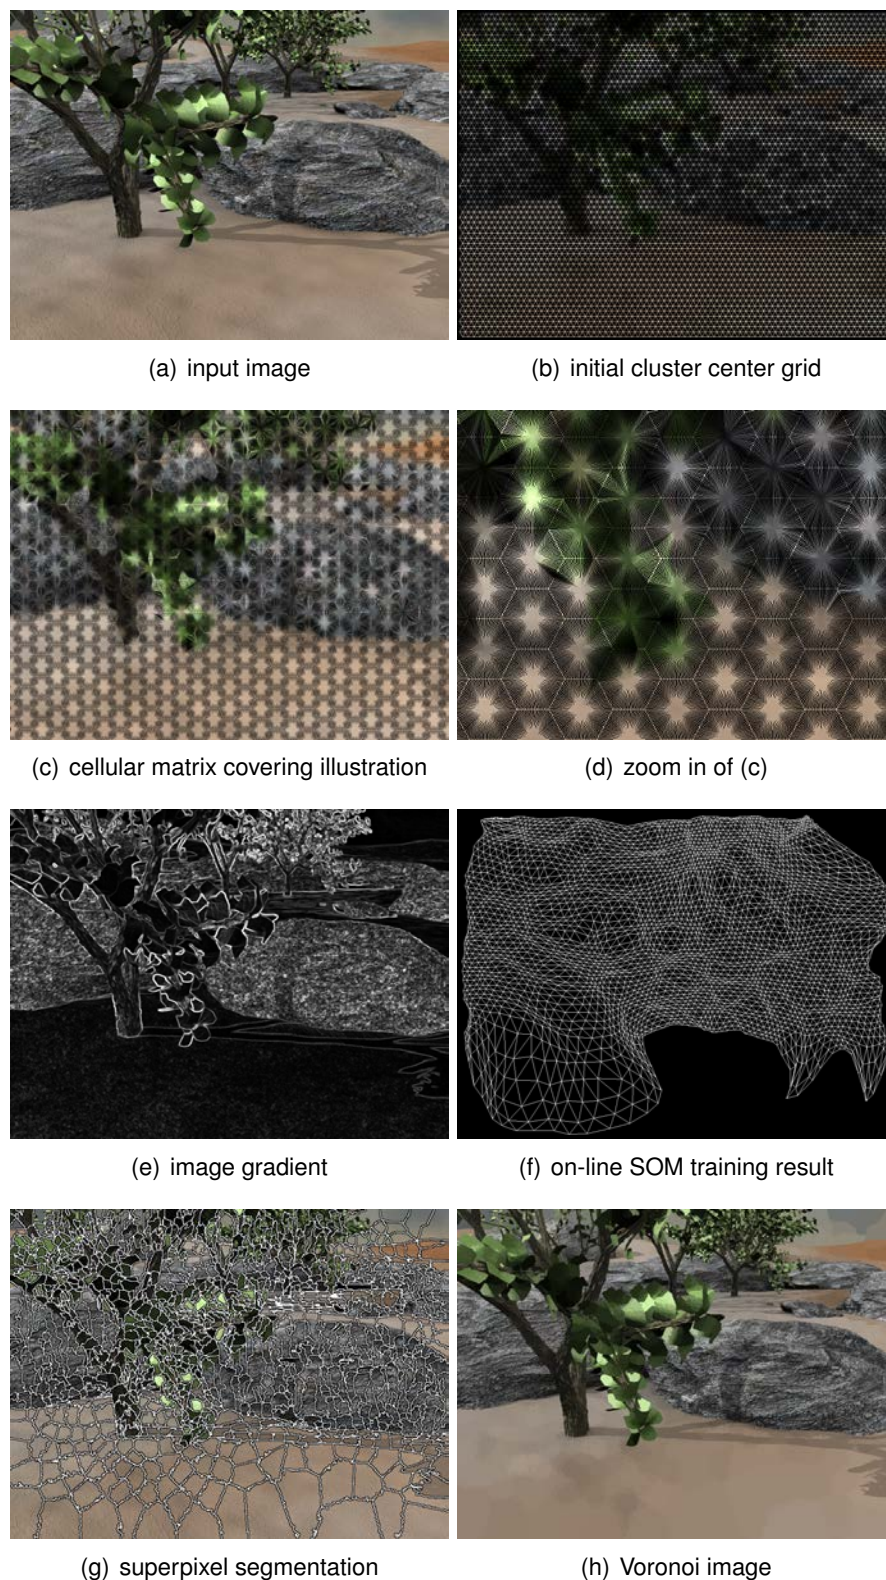 (a) input image
(b) initial cluster center grid
(c) cellular matrix covering illustration
(d) zoom in of (c)
(e) image gradient
(f) on-line SOM training result
(g) superpixel segmentation
(h) Voronoi image